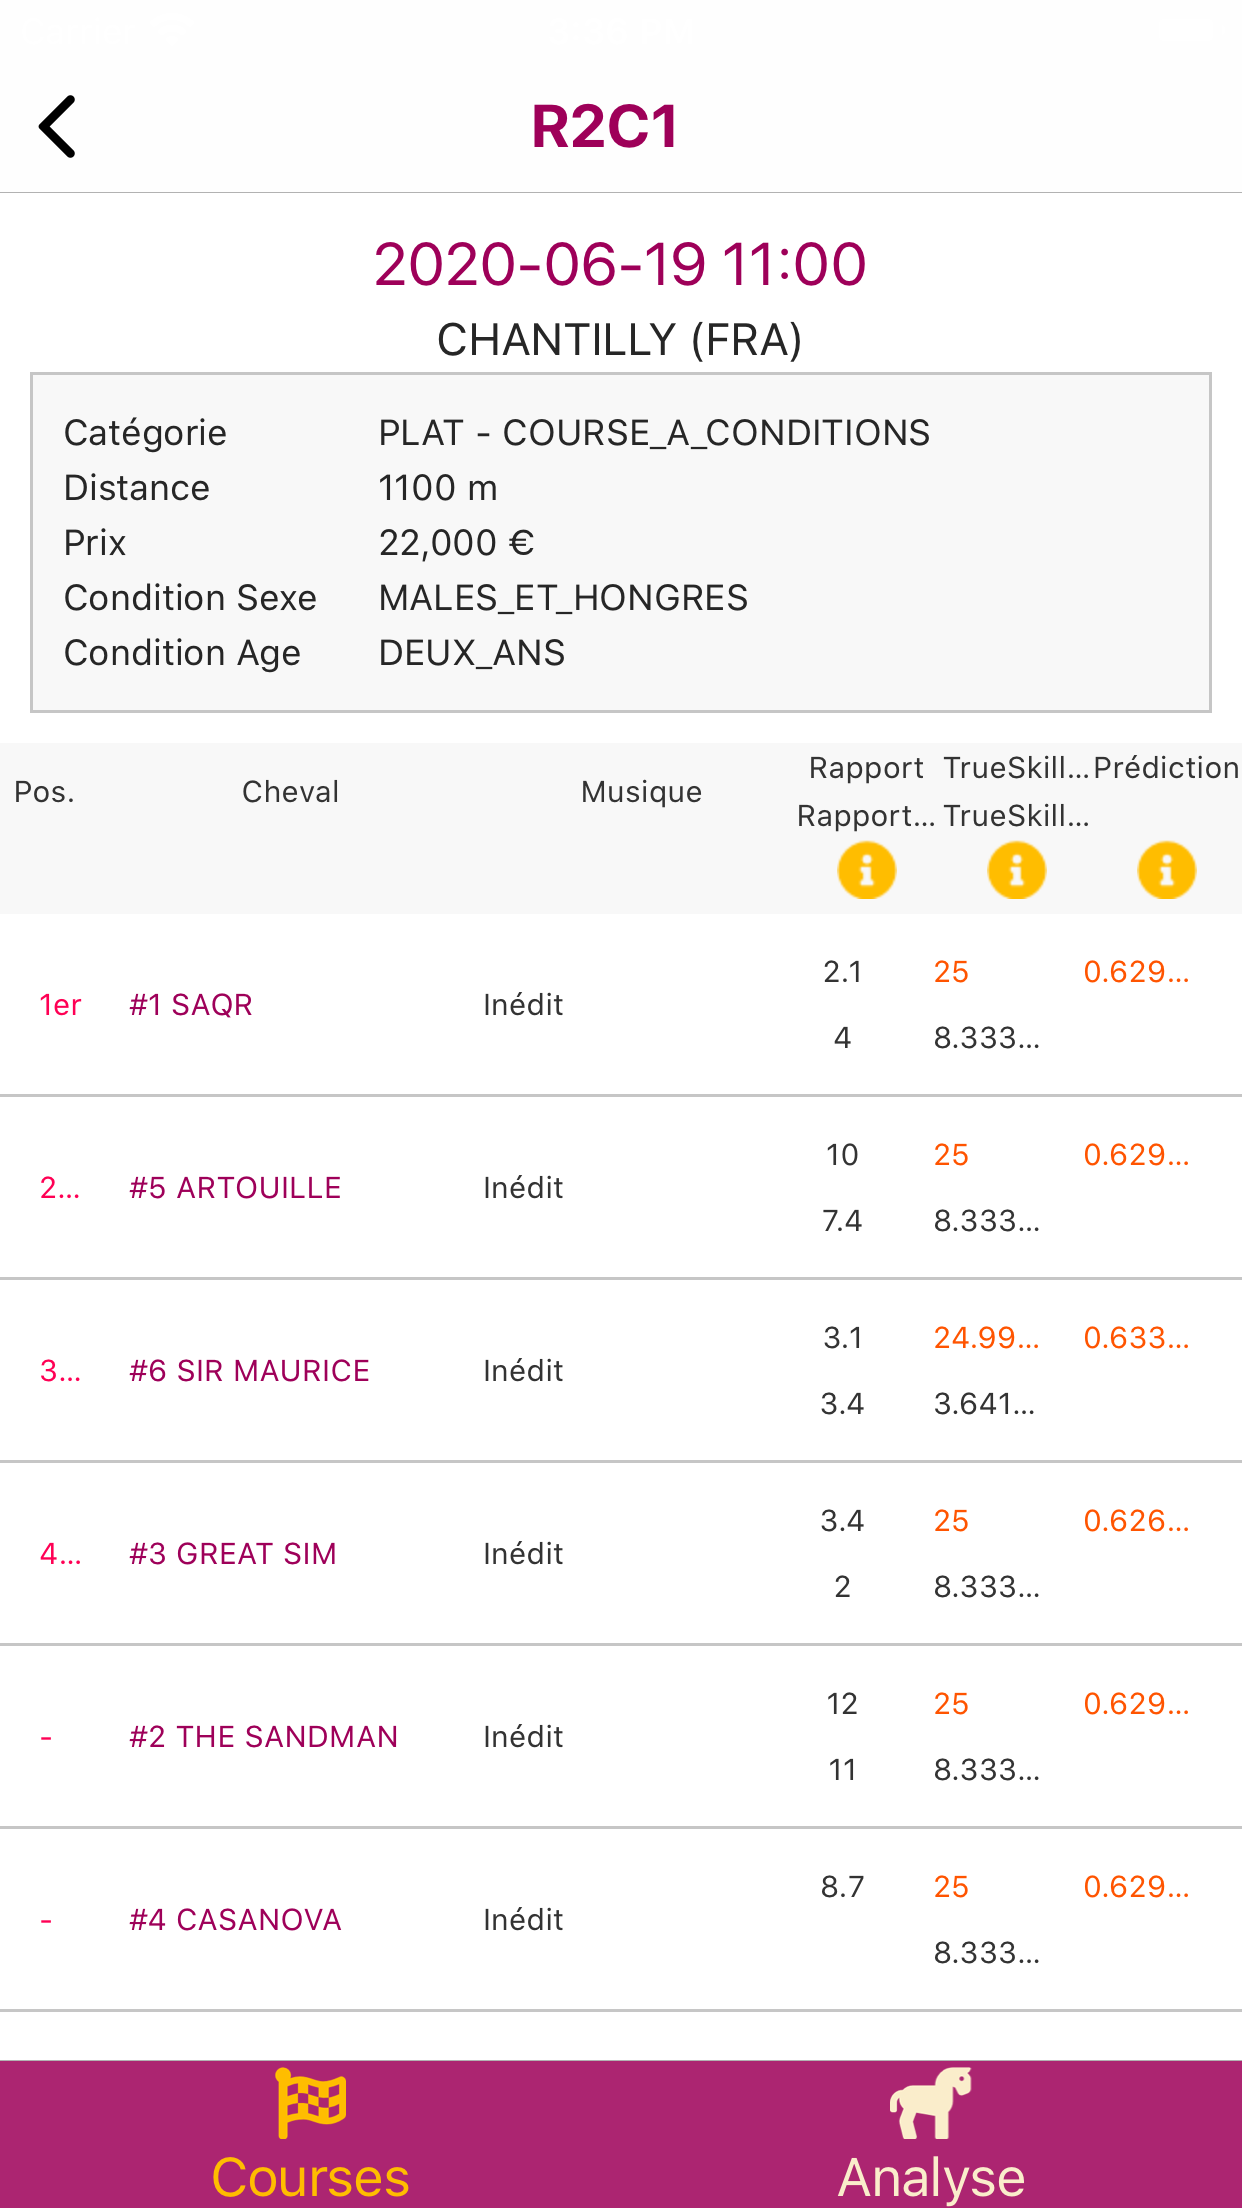 R2C1
2020-06-19 11:00
CHANTILLY (FRA)
Catégorie PLAT - COURSE_A_CONDITIONS
Distance 1100 m
Prix 22,000 €
Condition Sexe MALES_ET_HONGRES
Condition Age DEUX_ANS
Pos. Cheval Musique Rapport TrueSkill... Prédiction
Rapport... TrueSkill...
1er #1 SAQR Inédit 2.1 25 0.629...
4 8.333...
2... #5 ARTOUILLE Inédit 10 25 0.629...
7.4 8.333...
3... #6 SIR MAURICE Inédit 3.1 24.99... 0.633...
3.4 3.641...
4... #3 GREAT SIM Inédit 3.4 25 0.626...
2 8.333...
- #2 THE SANDMAN Inédit 12 25 0.629...
11 8.333...
- #4 CASANOVA Inédit 8.7 25 0.629...
8.333...
Courses Analyse